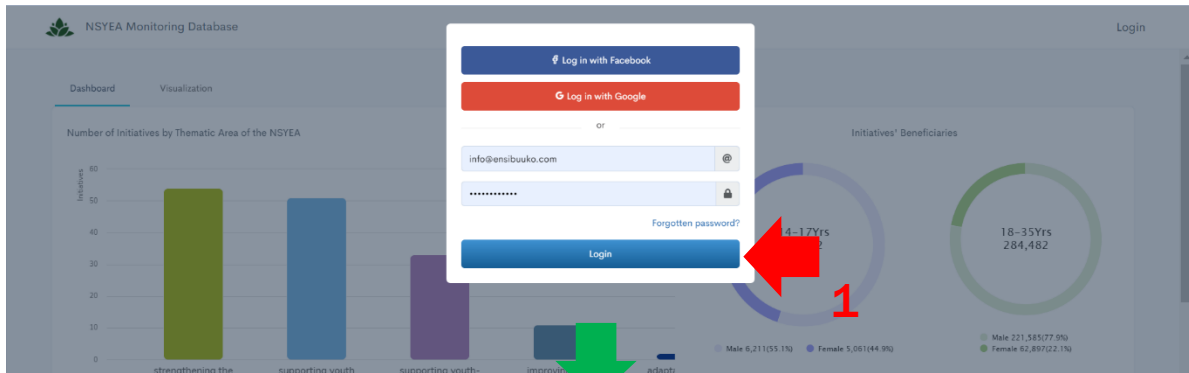 NSYEA Monitoring Database
Login
Log in with Facebook
G Log in with Google
or
info@ensibuuko.com
@
••••••••••••
Forgotten password?
Login
1
Dashboard
Visualization
Number of Initiatives by Thematic Area of the NSYEA
Initiatives
60
50
40
30
20
10
0
strengthening the
supporting youth
supporting youth-
Initiatives' Beneficiaries
14-17Yrs
18-35Yrs
284,482
Male 6,211(55.1%)
Female 5,061(44.9%)
Male 221,585(77.9%)
Female 62,897(22.1%)